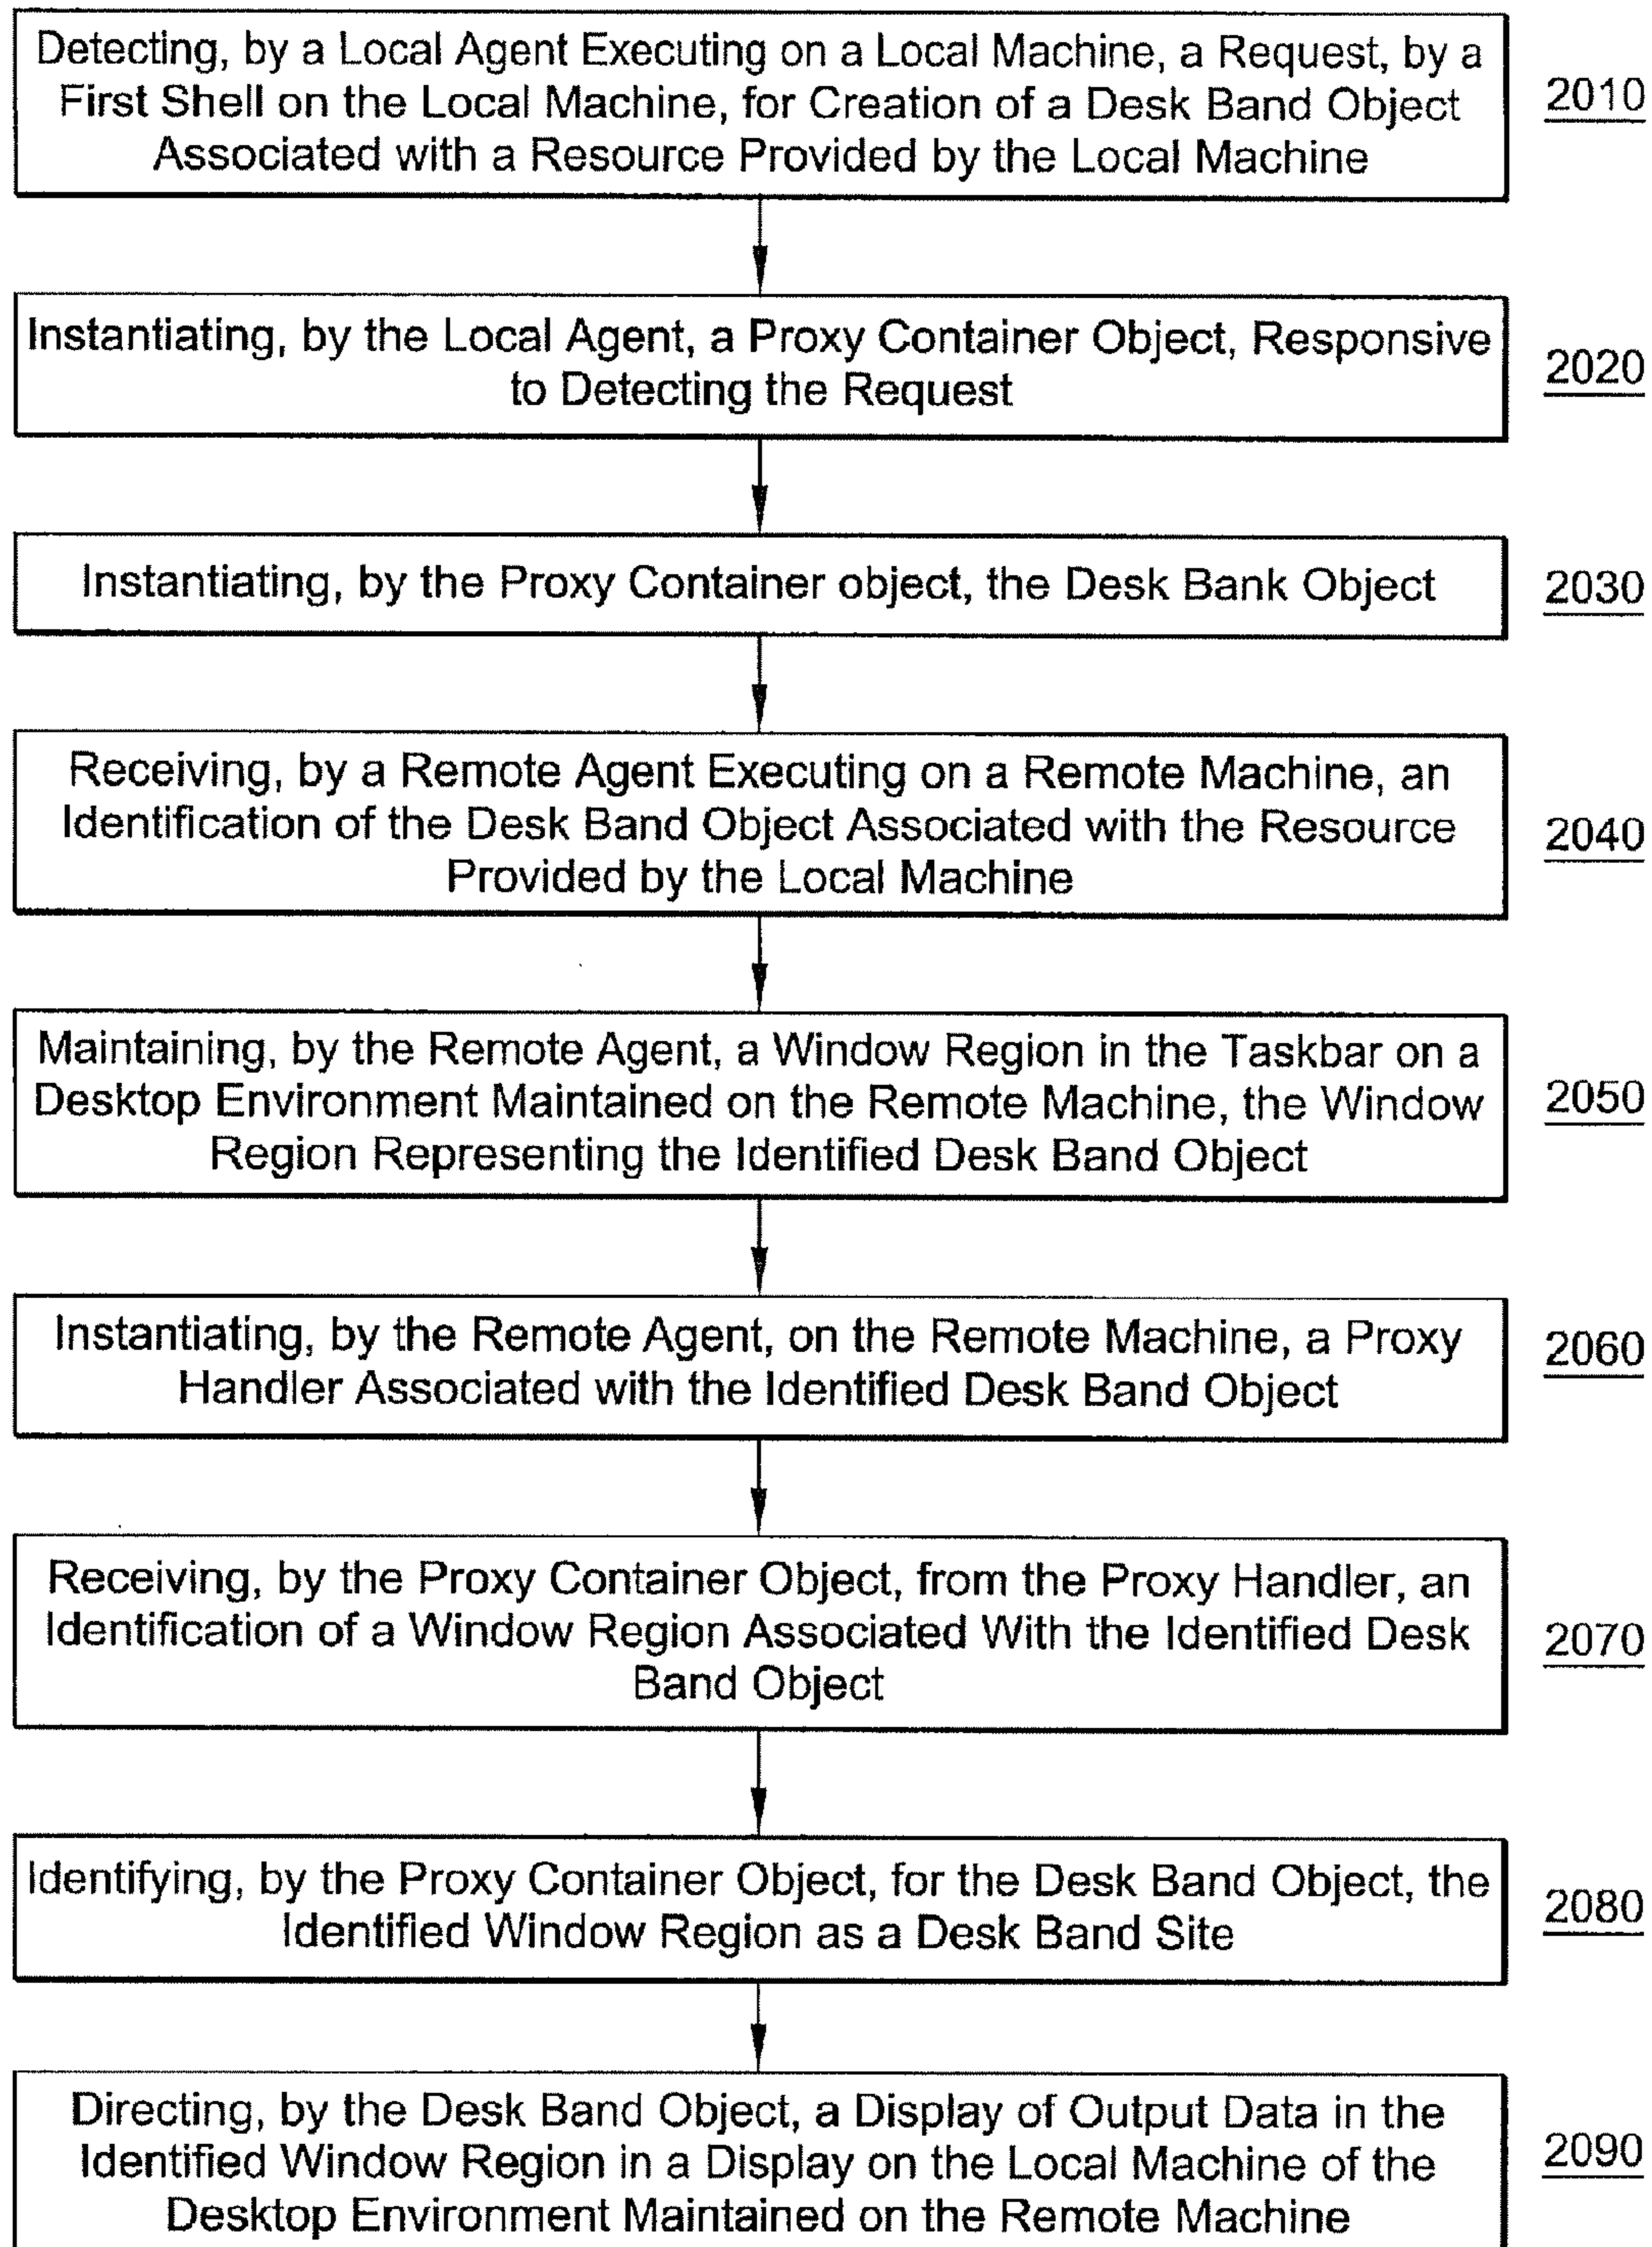 Detecting, by a Local Agent Executing on a Local Machine, a Request, by a
First Shell on the Local Machine, for Creation of a Desk Band Object
Associated with a Resource Provided by the Local Machine
2010
Instantiating, by the Local Agent, a Proxy Container Object, Responsive
to Detecting the Request
2020
Instantiating, by the Proxy Container object, the Desk Bank Object
2030
Receiving, by a Remote Agent Executing on a Remote Machine, an
Identification of the Desk Band Object Associated with the Resource
Provided by the Local Machine
2040
Maintaining, by the Remote Agent, a Window Region in the Taskbar on a
Desktop Environment Maintained on the Remote Machine, the Window
Region Representing the Identified Desk Band Object
2050
Instantiating, by the Remote Agent, on the Remote Machine, a Proxy
Handler Associated with the Identified Desk Band Object
2060
Receiving, by the Proxy Container Object, from the Proxy Handler, an
Identification of a Window Region Associated With the Identified Desk
Band Object
2070
Identifying, by the Proxy Container Object, for the Desk Band Object, the
Identified Window Region as a Desk Band Site
2080
Directing, by the Desk Band Object, a Display of Output Data in the
Identified Window Region in a Display on the Local Machine of the
Desktop Environment Maintained on the Remote Machine
2090